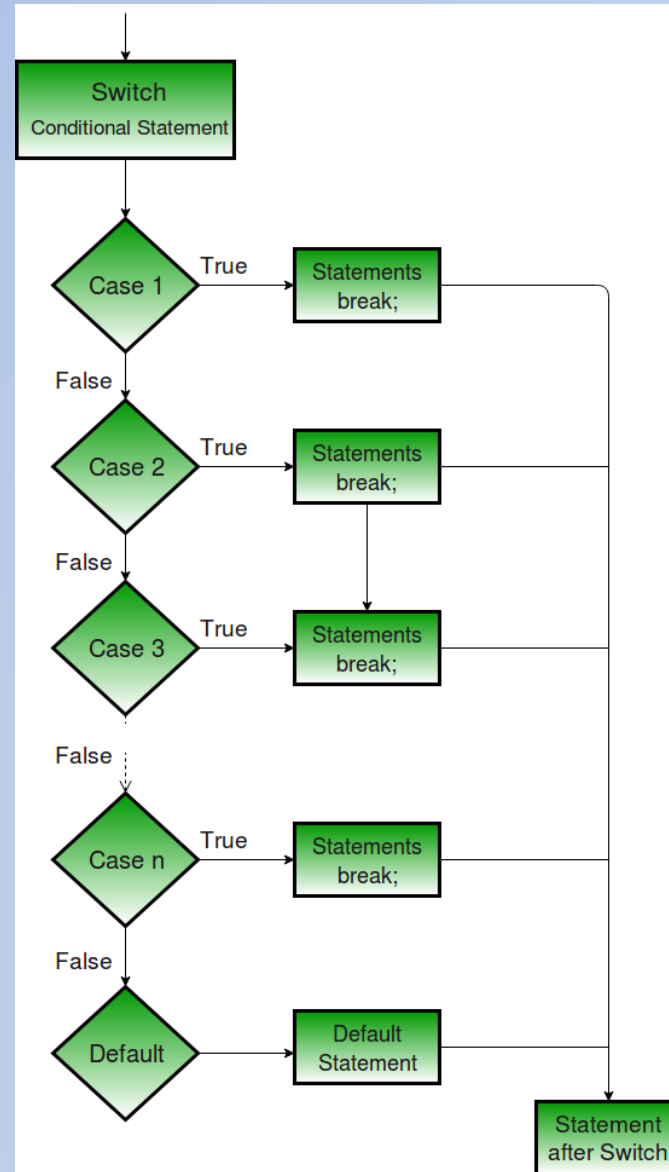 Switch
Conditional Statement
Case 1
True
Statements
break;
False
Case 2
True
Statements
break;
False
Case 3
True
Statements
break;
False
Case n
True
Statements
break;
False
Default
Default
Statement
Statement
after Switch